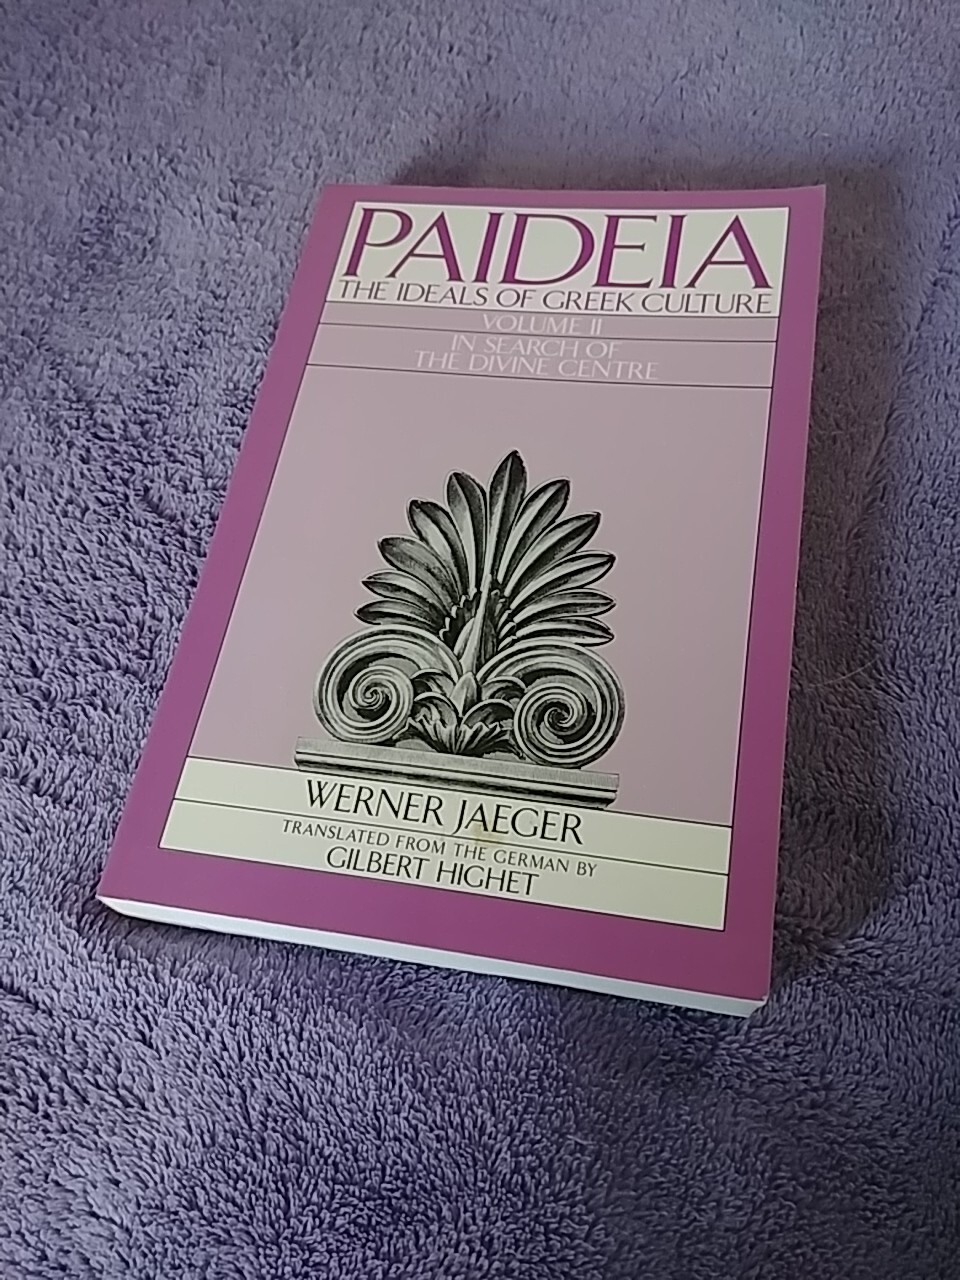 PAIDEIA
THE IDEALS OF GREEK CULTURE
VOLUME II
IN SEARCH OF
THE DIVINE CENTRE
WERNER JAEGER
TRANSLATED FROM THE GERMAN BY
GILBERT HIGHET